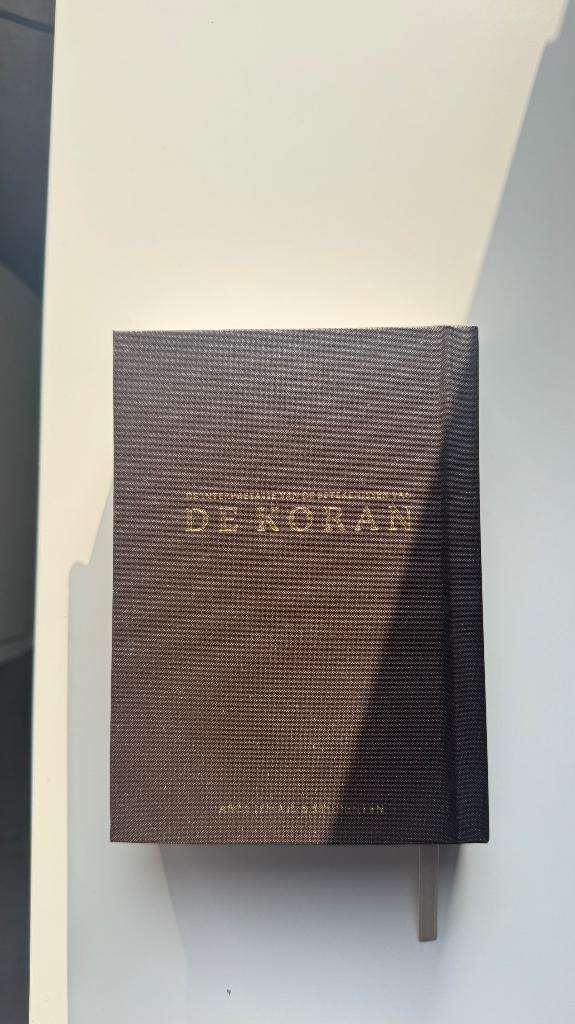 DE INTERPRETATIE VAN DE BETEKENISSEN VAN
DE KORAN